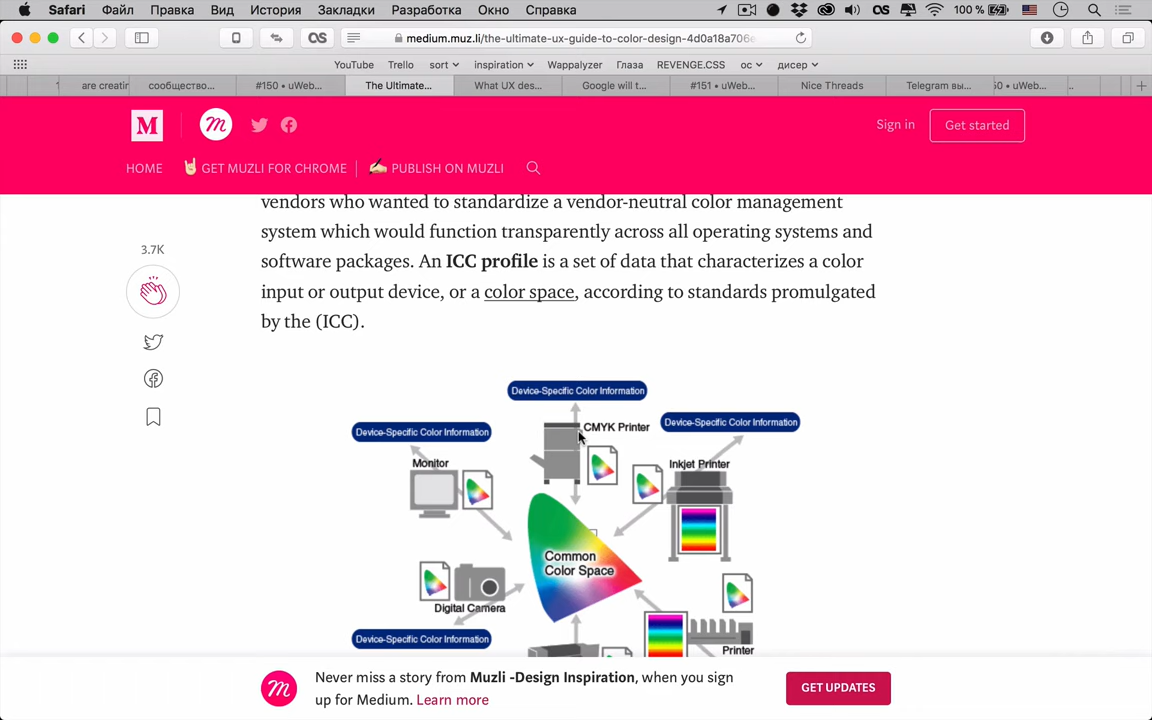 Safari Файл Правка Вид История Закладки Разработка Окно Справка 100 %
medium.muz.li/the-ultimate-ux-guide-to-color-design-4d0a18a706e
YouTube Trello sort inspiration Wappalyzer Глаза REVENGE.CSS ос дисер
are creatin сообщество... #150 • uWeb... The Ultimate... What UX des... Google will t... #151 • uWeb... Nice Threads Telegram вы... 50 • uWeb...
M
Sign in Get started
HOME GET MUZLI FOR CHROME PUBLISH ON MUZLI
vendors who wanted to standardize a vendor-neutral color management
system which would function transparently across all operating systems and
software packages. An ICC profile is a set of data that characterizes a color
input or output device, or a color space, according to standards promulgated
by the (ICC).
3.7K
Device-Specific Color Information
Device-Specific Color Information
Device-Specific Color Information
CMYK Printer
Monitor
Inkjet Printer
Common
Color Space
Digital Camera
Device-Specific Color Information
Printer
Never miss a story from Muzli -Design Inspiration, when you sign
up for Medium. Learn more
GET UPDATES